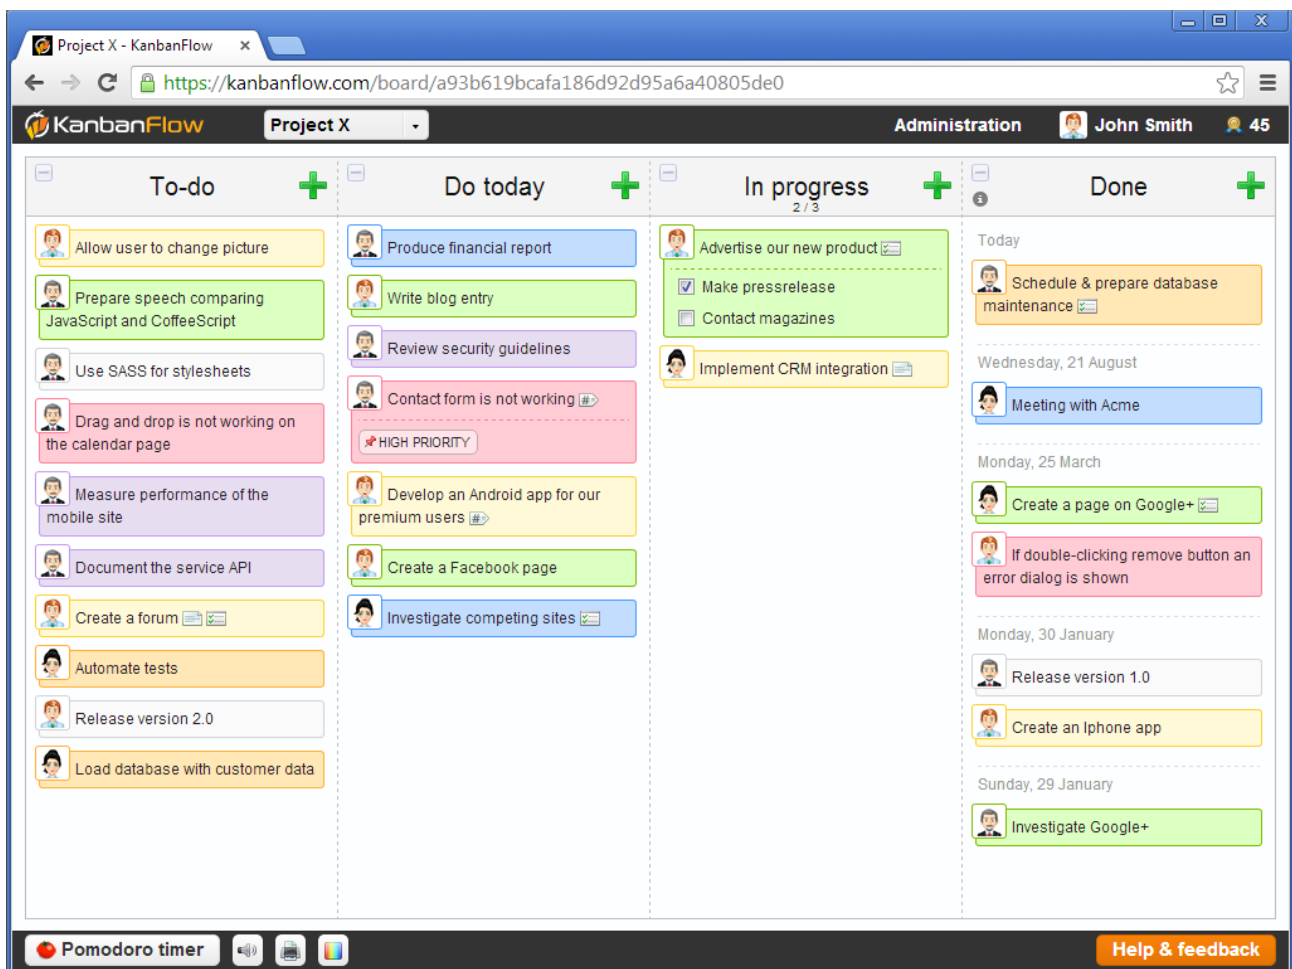 Project X - KanbanFlow
https://kanbanflow.com/board/a93b619bcafa186d92d95a6a40805de0
KanbanFlow
Project X
Administration
John Smith
45
To-do
Allow user to change picture
Prepare speech comparing
JavaScript and CoffeeScript
Use SASS for stylesheets
Drag and drop is not working on
the calendar page
Measure performance of the
mobile site
Document the service API
Create a forum
Automate tests
Release version 2.0
Load database with customer data
Do today
Produce financial report
Write blog entry
Review security guidelines
Contact form is not working #
HIGH PRIORITY
Develop an Android app for our
premium users #
Create a Facebook page
Investigate competing sites
In progress
2 / 3
Advertise our new product
Make pressrelease
Contact magazines
Implement CRM integration
Done
Today
Schedule & prepare database
maintenance
Wednesday, 21 August
Meeting with Acme
Monday, 25 March
Create a page on Google+
If double-clicking remove button an
error dialog is shown
Monday, 30 January
Release version 1.0
Create an Iphone app
Sunday, 29 January
Investigate Google+
Pomodoro timer
Help & feedback